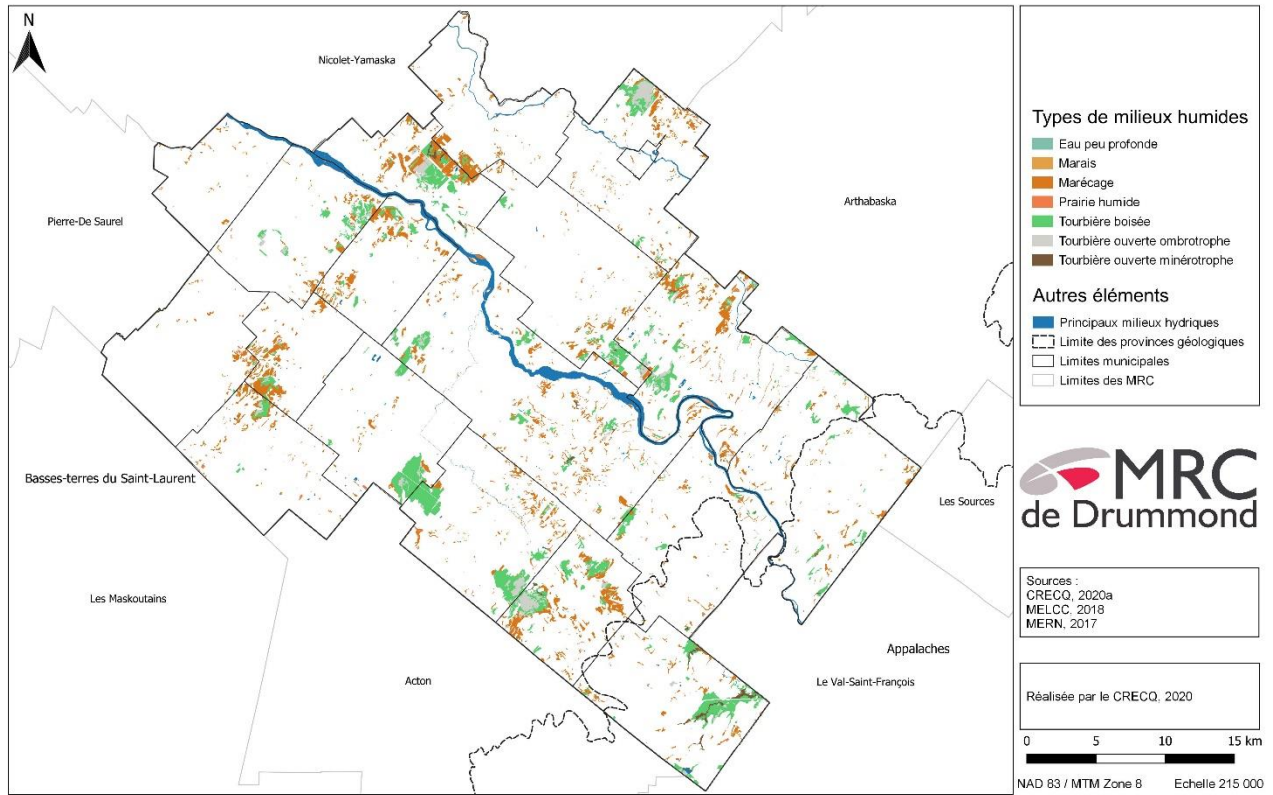 N
Nicolet-Yamaska
Pierre-De Saurel
Arthabaska
Basses-terres du Saint-Laurent
Les Sources
Les Maskoutains
Acton
Appalaches
Le Val-Saint-François
Types de milieux humides
Eau peu profonde
Marais
Marécage
Prairie humide
Tourbière boisée
Tourbière ouverte ombrotrophe
Tourbière ouverte minérotrophe
Autres éléments
Principaux milieux hydriques
Limite des provinces géologiques
Limites municipales
Limites des MRC
MRC
de Drummond
Sources :
CRECQ, 2020a
MELCC, 2018
MERN, 2017
Réalisée par le CRECQ, 2020
0 5 10 15 km
NAD 83 / MTM Zone 8 Echelle 215 000